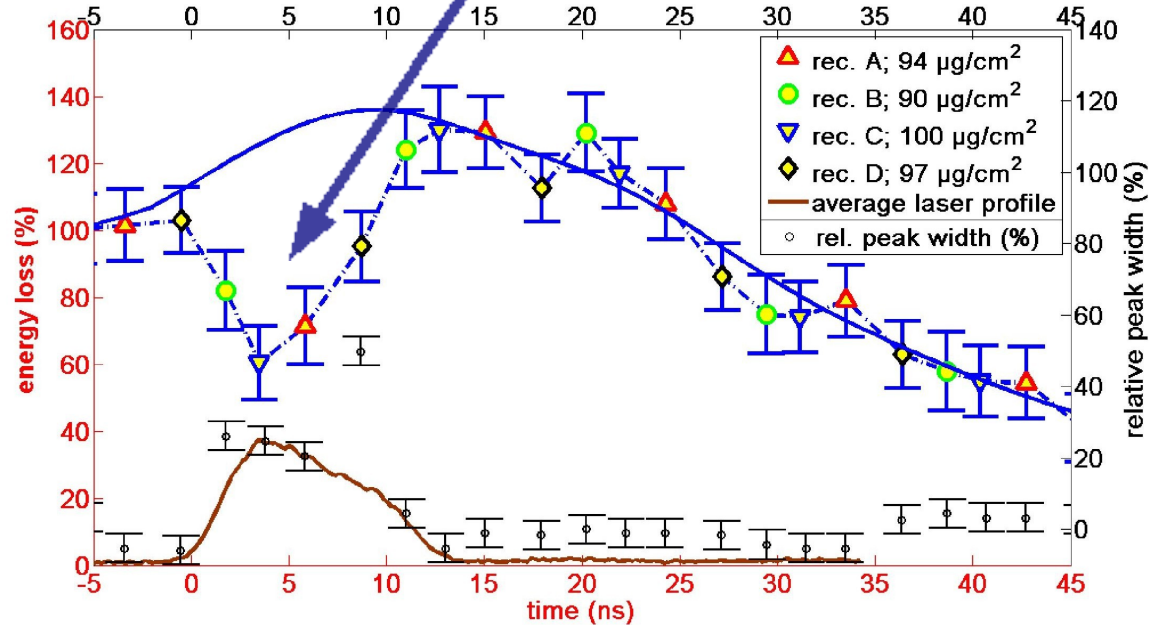 -5 0 5 10 15 20 25 30 35 40 45
160 140 120 100 80 60 40 20 0
energy loss (%)
rec. A; 94 µg/cm²
rec. B; 90 µg/cm²
rec. C; 100 µg/cm²
rec. D; 97 µg/cm²
average laser profile
rel. peak width (%)
140 120 100 80 60 40 20 0
relative peak width (%)
-5 0 5 10 15 20 25 30 35 40 45
time (ns)